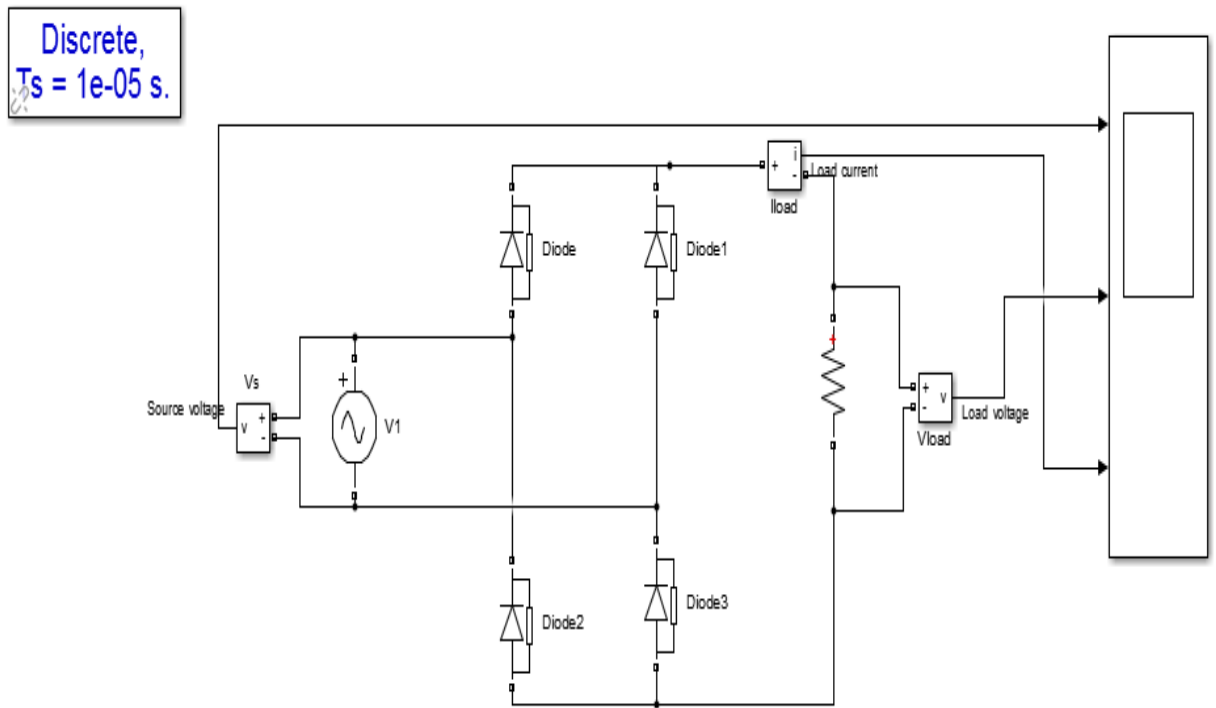 Discrete,
Ts = 1e-05 s.
i
+
-
Load current
Iload
Diode
Diode1
+
Vs
+
Source voltage
v
-
V1
+
v
-
Load voltage
Vload
+
Diode2
Diode3